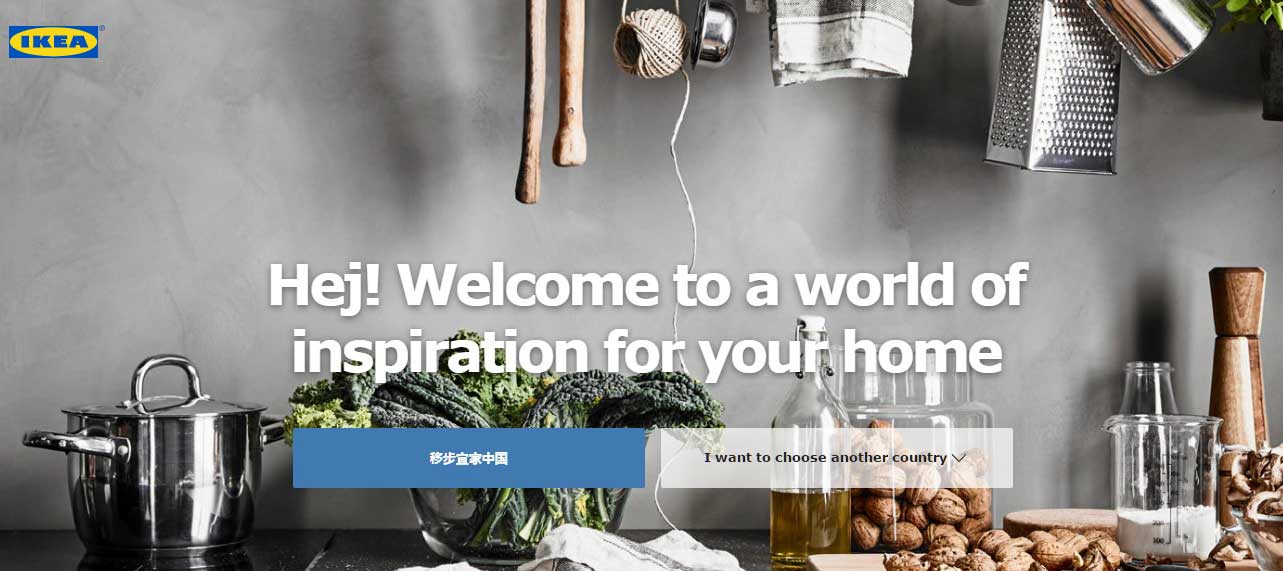 IKEA®
Hej! Welcome to a world of
inspiration for your home
移步宜家中国
I want to choose another country